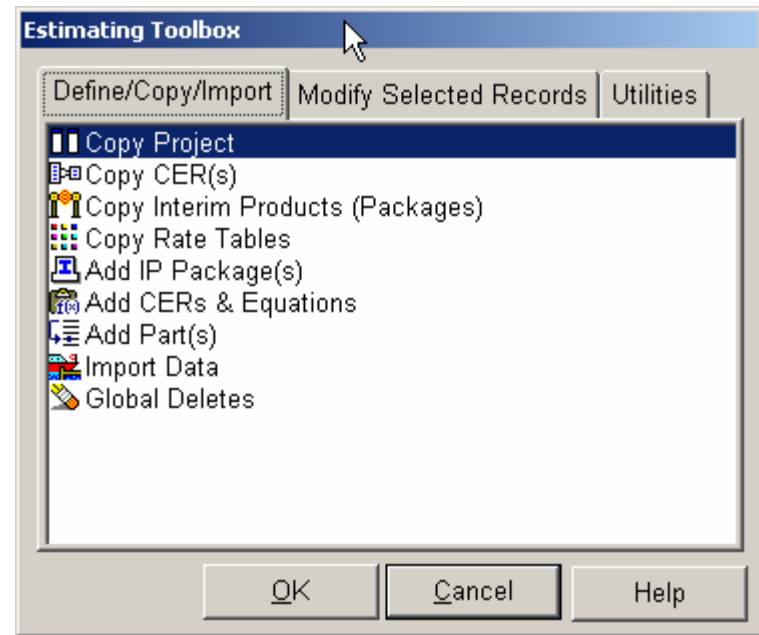 Estimating Toolbox
Define/Copy/Import Modify Selected Records Utilities
Copy Project
Copy CER(s)
Copy Interim Products (Packages)
Copy Rate Tables
Add IP Package(s)
Add CERs & Equations
Add Part(s)
Import Data
Global Deletes
OK Cancel Help